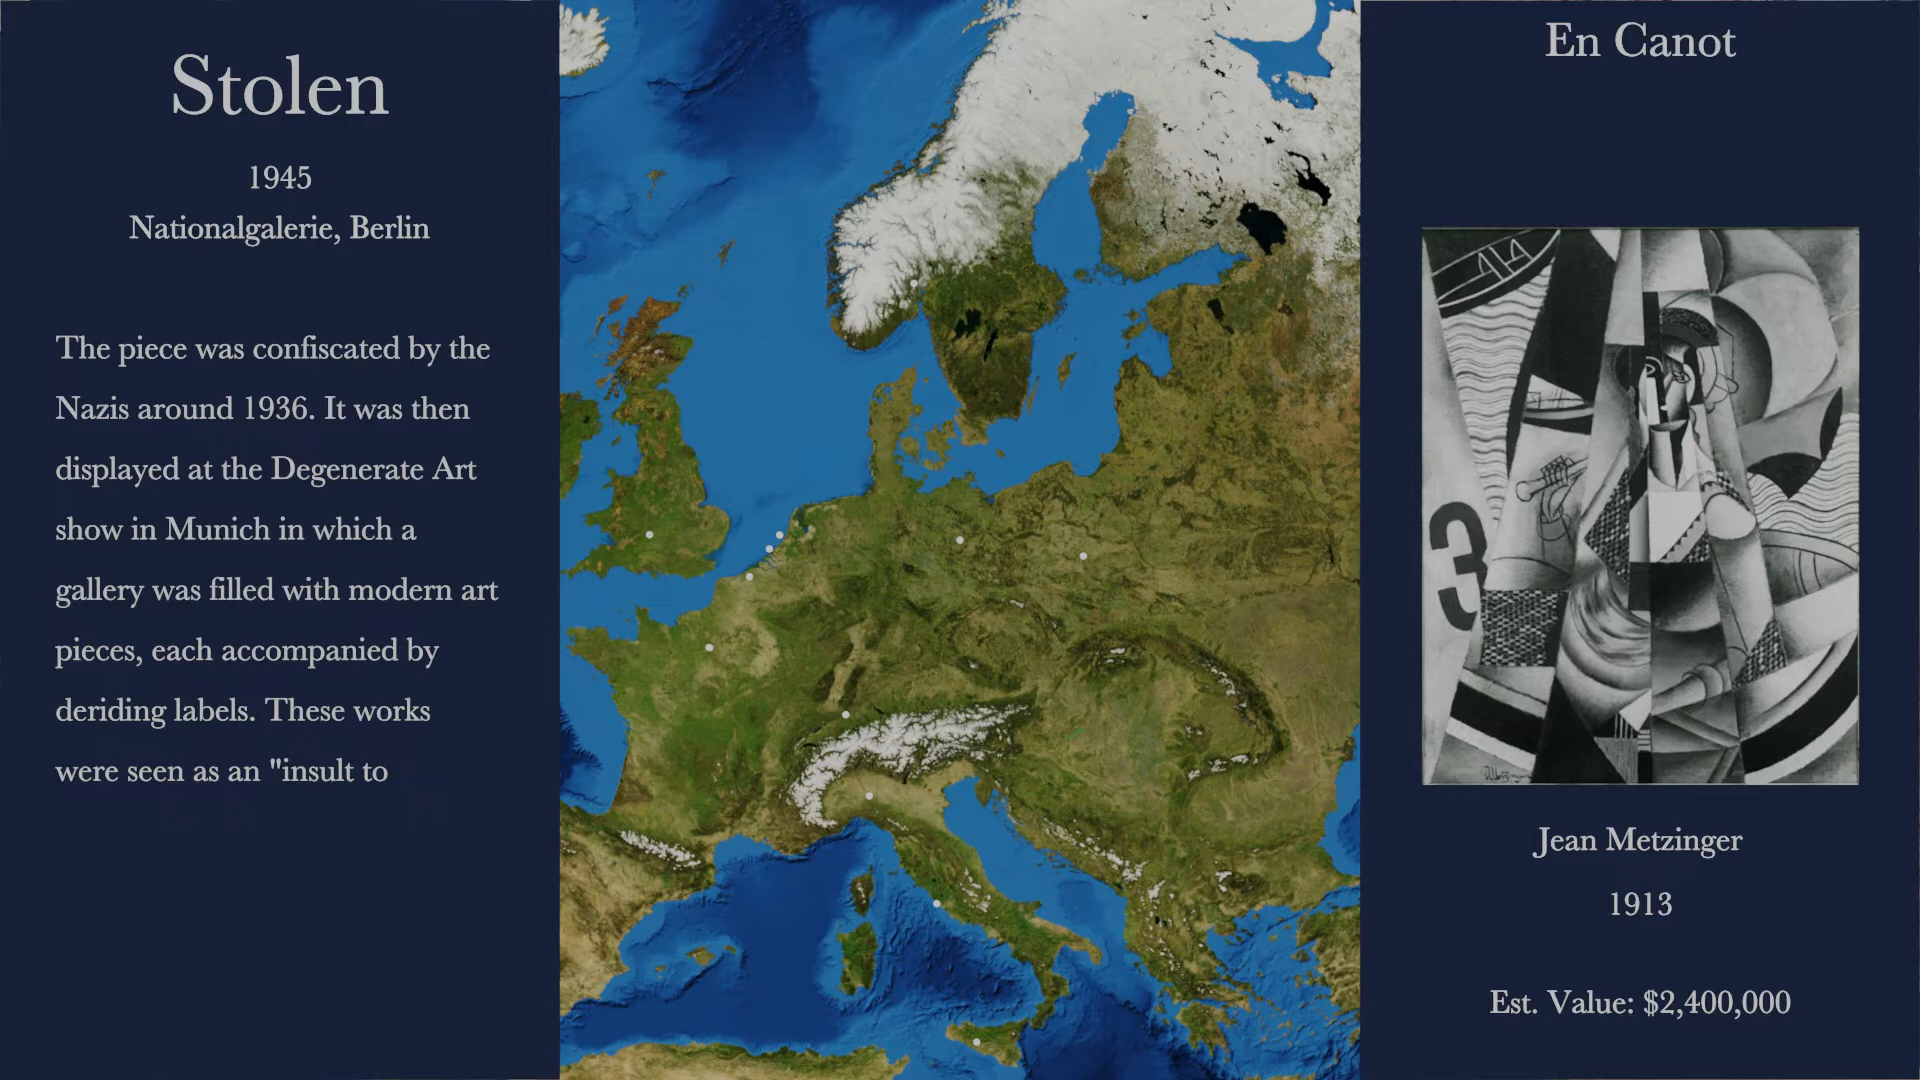 Stolen
1945
Nationalgalerie, Berlin
The piece was confiscated by the
Nazis around 1936. It was then
displayed at the Degenerate Art
show in Munich in which a
gallery was filled with modern art
pieces, each accompanied by
deriding labels. These works
were seen as an "insult to
En Canot
3
Jean Metzinger
1913
Est. Value: $2,400,000